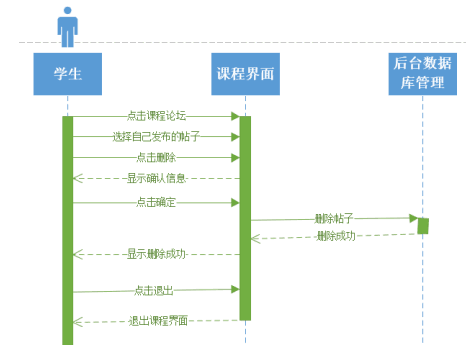 学生
课程界面
后台数据
库管理
点击课程论坛
选择自己发布的帖子
点击删除
显示确认信息
点击确定
删除帖子
删除成功
显示删除成功
点击退出
退出课程界面